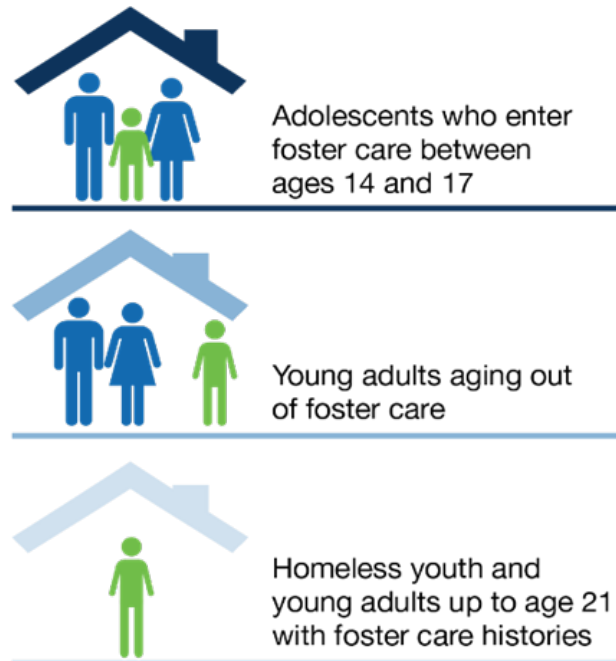 Adolescents who enter
foster care between
ages 14 and 17
Young adults aging out
of foster care
Homeless youth and
young adults up to age 21
with foster care histories